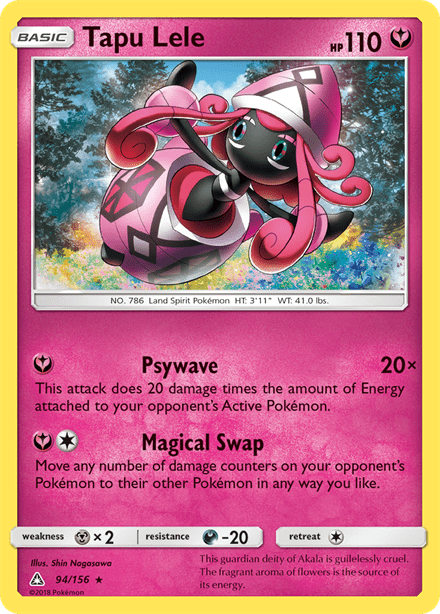 BASIC Tapu Lele HP110
NO. 786 Land Spirit Pokémon HT: 3'11" WT: 41.0 lbs.
Psywave 20×
This attack does 20 damage times the amount of Energy
attached to your opponent's Active Pokémon.
Magical Swap
Move any number of damage counters on your opponent's
Pokémon to their other Pokémon in any way you like.
weakness ×2 resistance -20 retreat
Illus. Shin Nagasawa
94/156 ★
©2018 Pokémon
This guardian deity of Akala is guilelessly cruel.
The fragrant aroma of flowers is the source of
its energy.